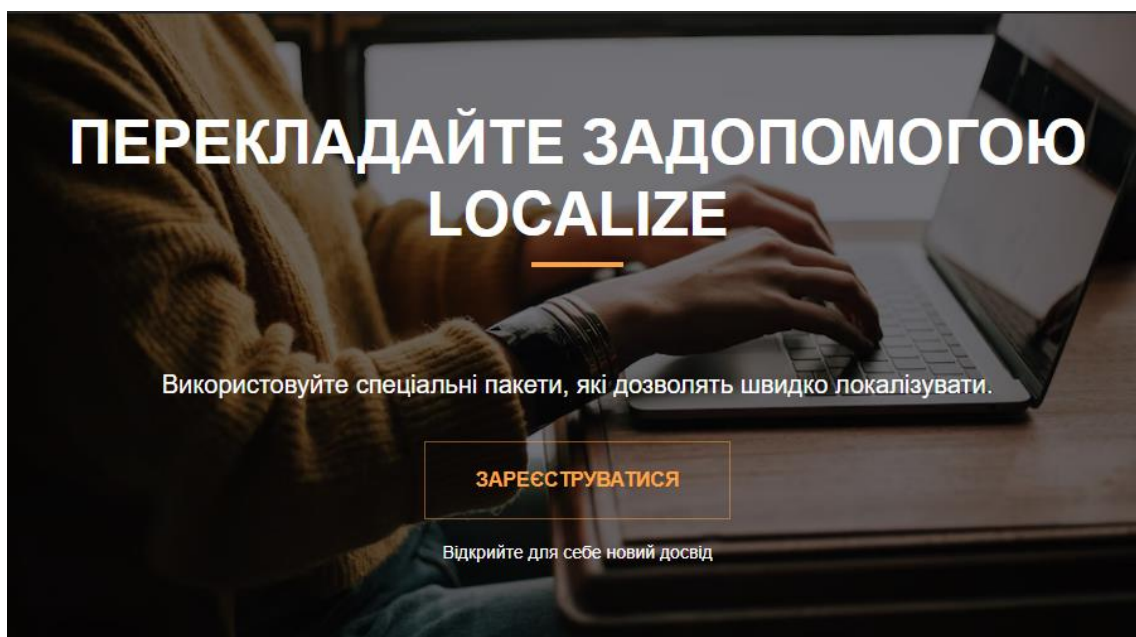 ПЕРЕКЛАДАЙТЕ ЗАДОПОМОГОЮ
LOCALIZE
Використовуйте спеціальні пакети, які дозволять швидко локалізувати.
ЗАРЕЄСТРУВАТИСЯ
Відкрийте для себе новий досвід